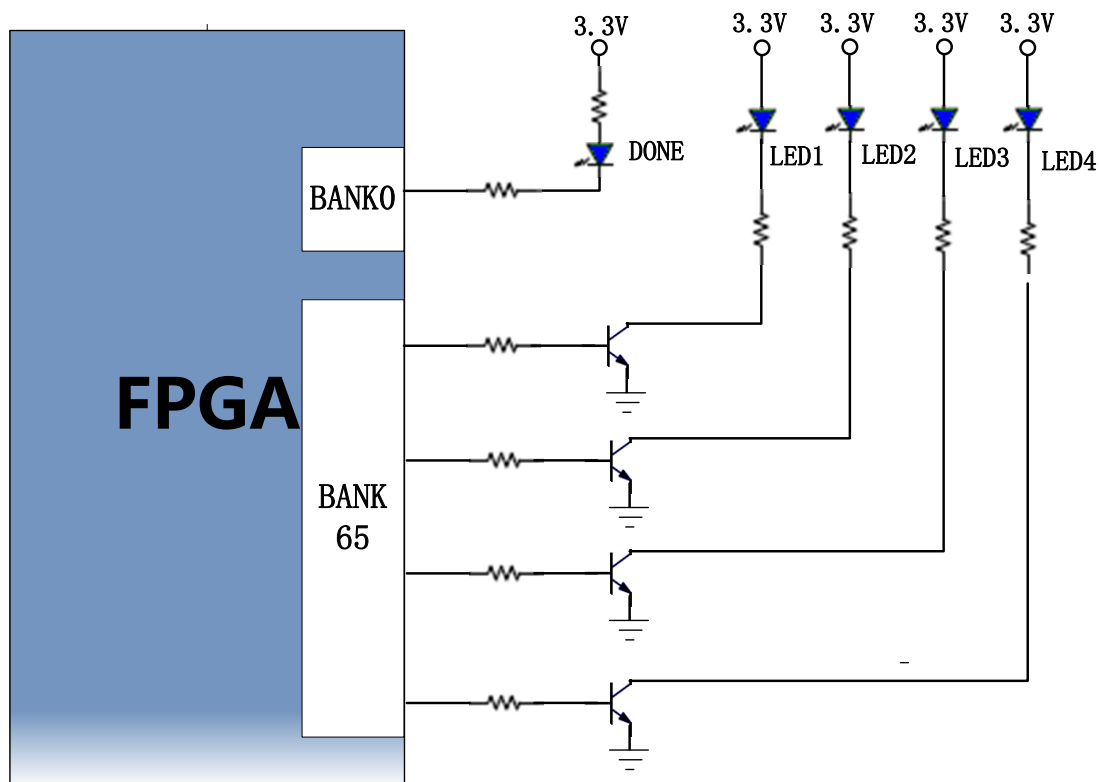 3.3V
3.3V
3.3V
3.3V
3.3V
DONE
LED1
LED2
LED3
LED4
BANK0
FPGA
BANK
65